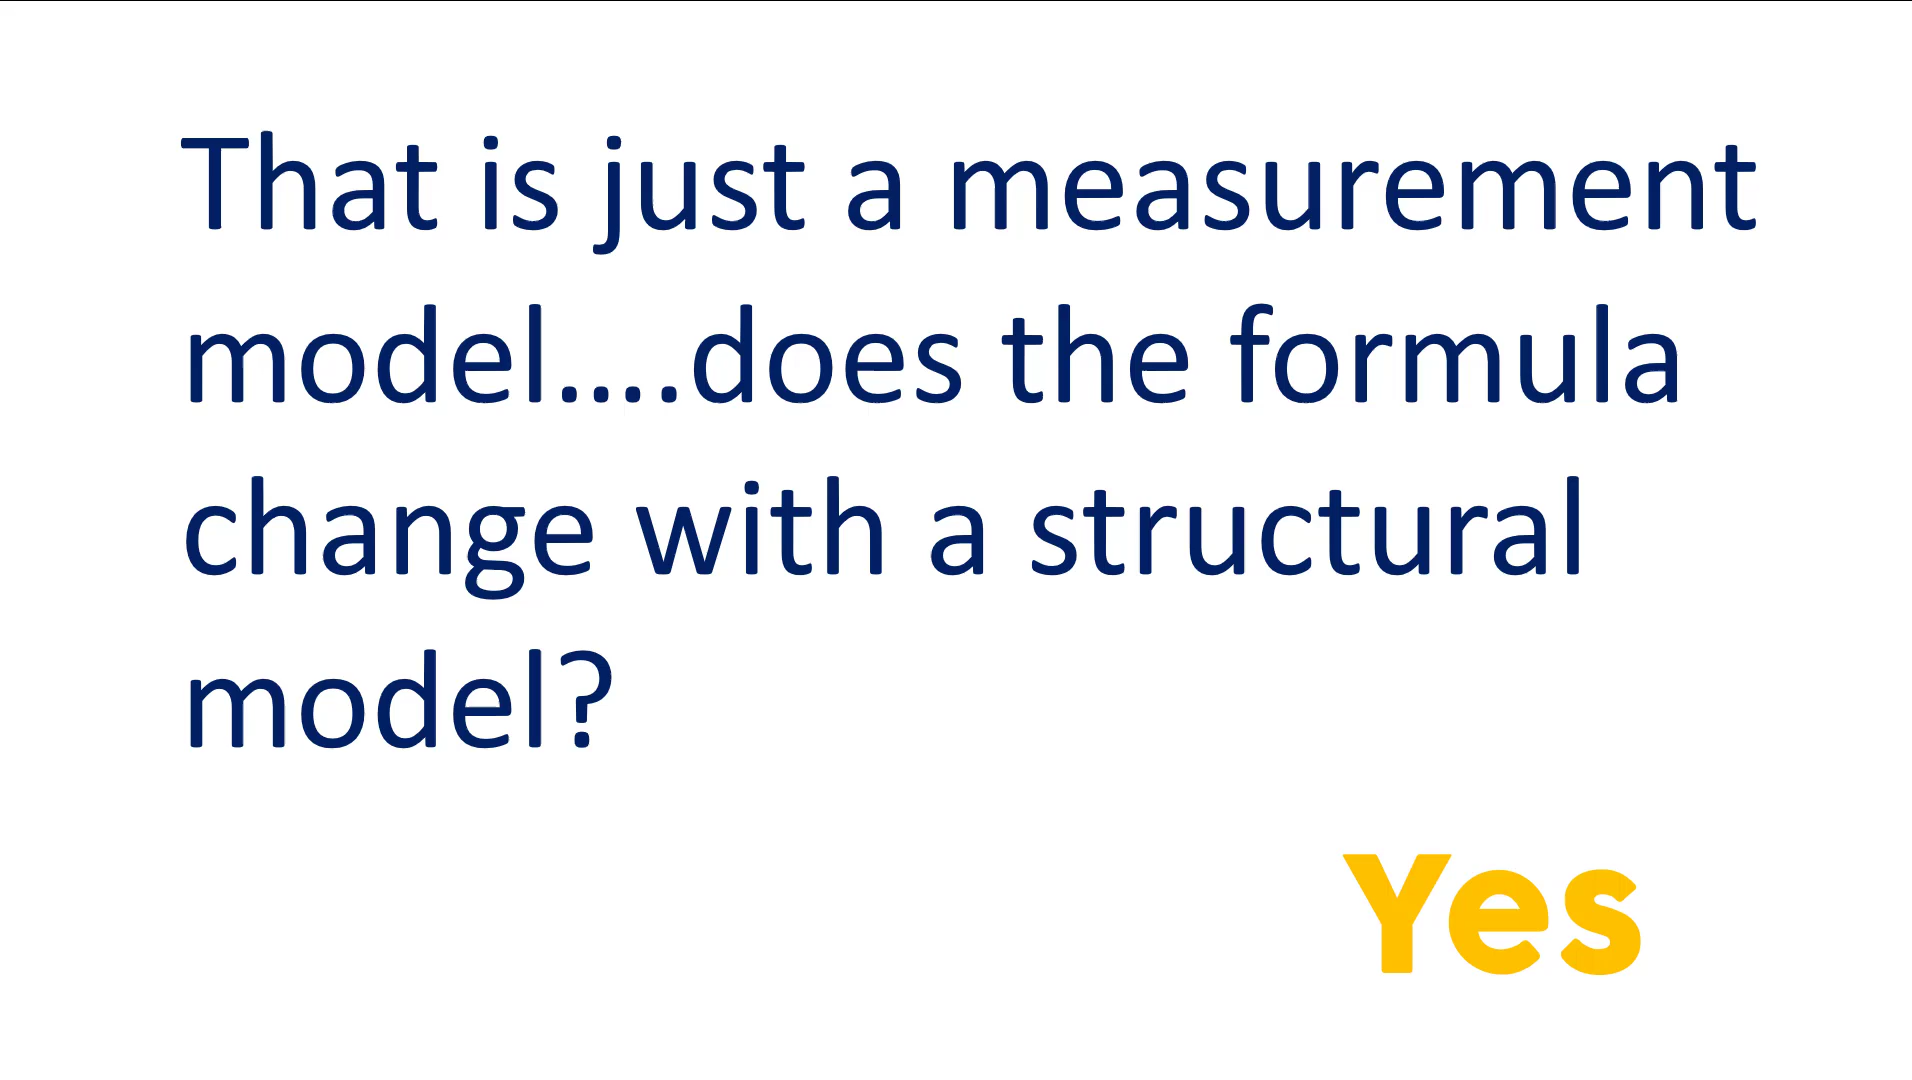 That is just a measurement
model....does the formula
change with a structural
model?
Yes